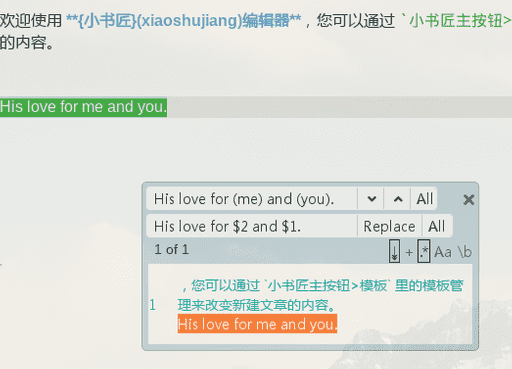 欢迎使用 **{小书匠}(xiaoshujiang)编辑器**，您可以通过 `小书匠主按钮>
的内容。
His love for me and you.
His love for (me) and (you). All
His love for $2 and $1. Replace All
1 of 1 + .* Aa \b
，您可以通过 `小书匠主按钮>模板` 里的模板管
1 理来改变新建文章的内容。
His love for me and you.